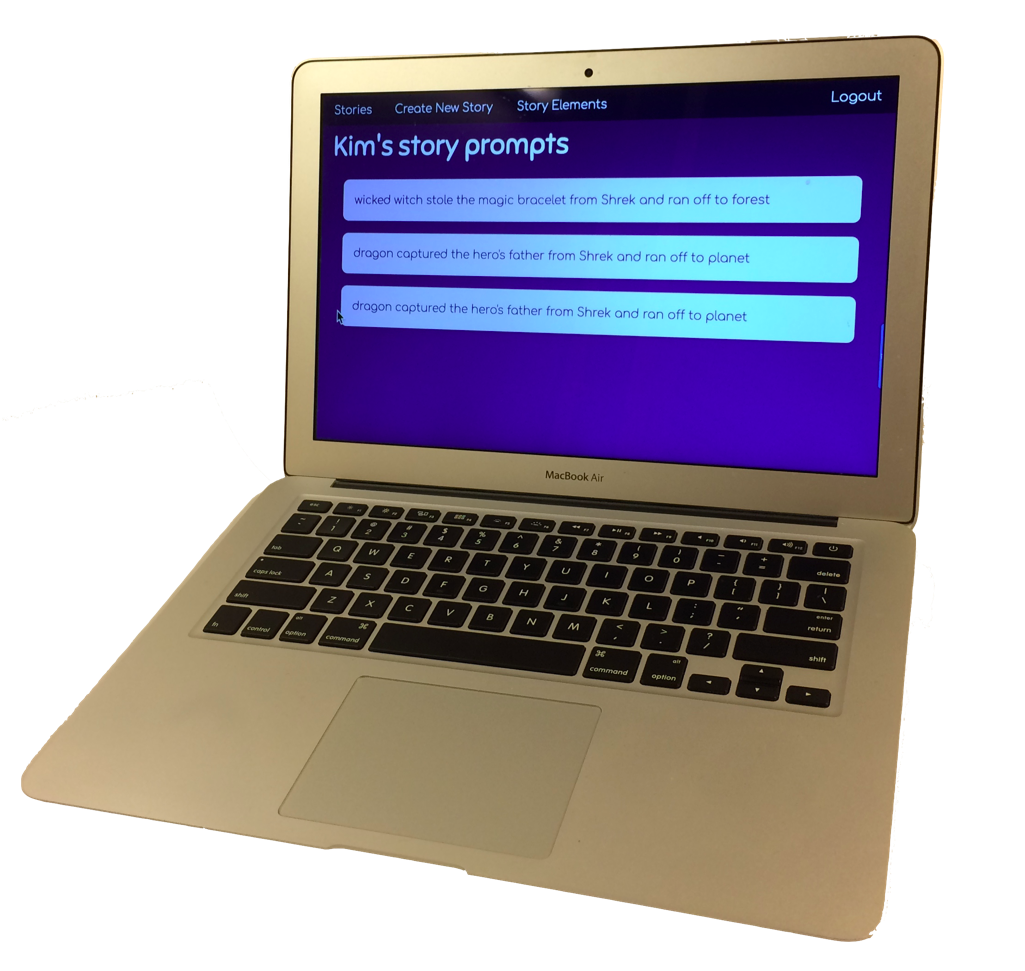 Stories Create New Story Story Elements Logout
Kim's story prompts
wicked witch stole the magic bracelet from Shrek and ran off to forest
dragon captured the hero's father from Shrek and ran off to planet
dragon captured the hero's father from Shrek and ran off to planet
MacBook Air
esc
~ ! 1 @ 2 # 3 $ 4 % 5 ^ 6 & 7 * 8 ( 9 ) 0 - + = delete
tab Q W E R T Y U I O P { [ } ] | \
caps lock A S D F G H J K L : ; " ' enter return
shift Z X C V B N M < , > . ? / shift
fn control alt option ⌘ command ⌘ command alt option